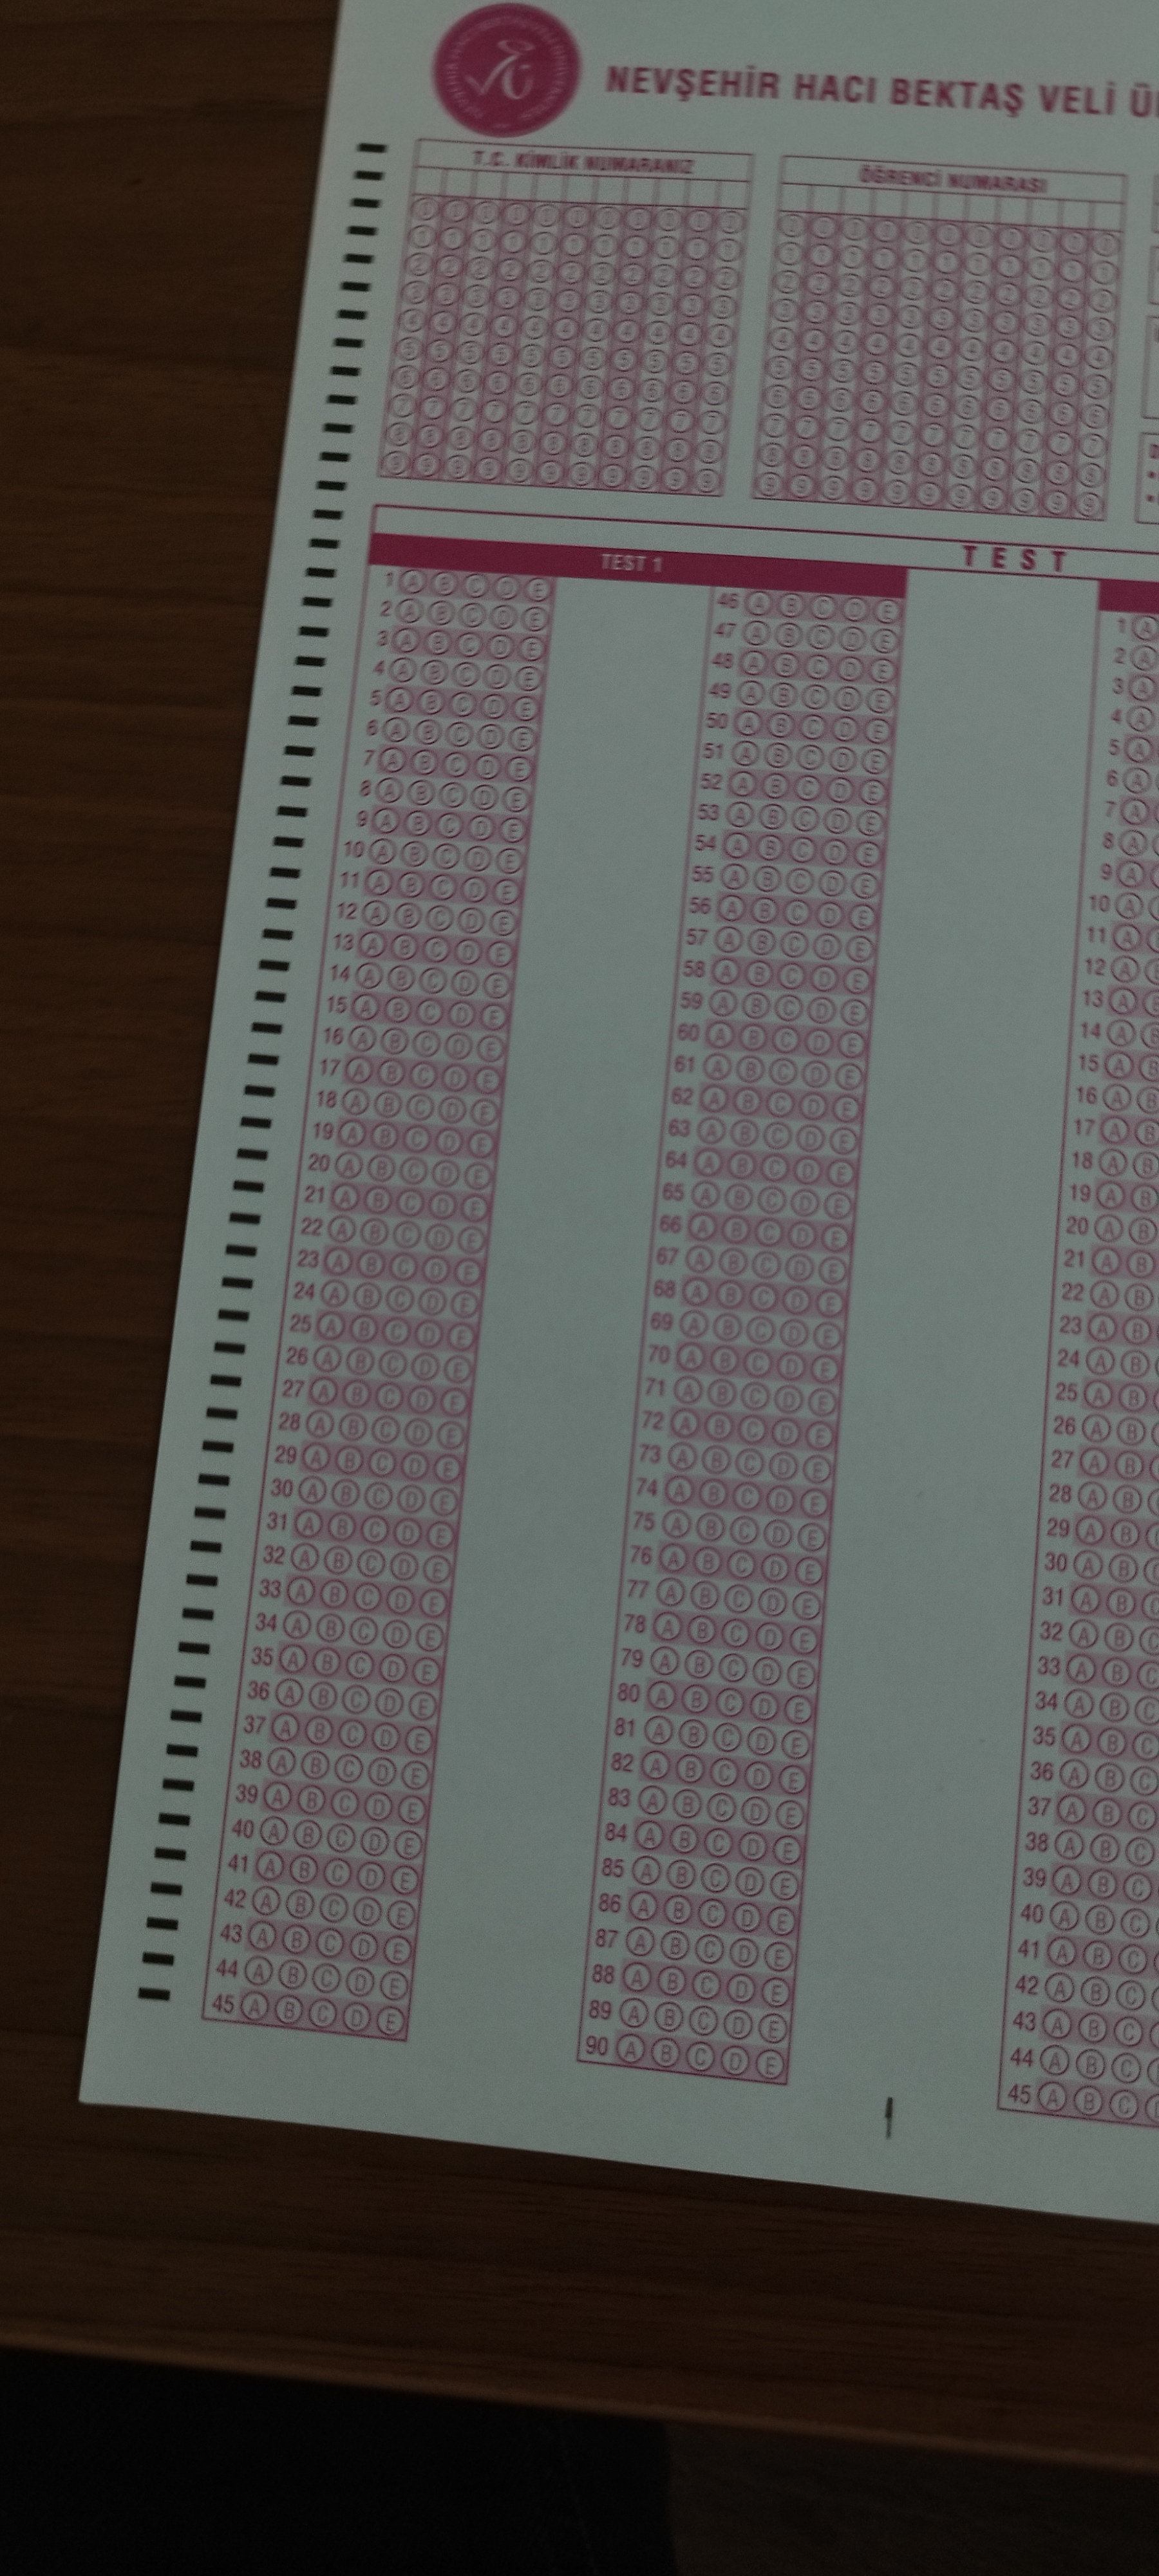 NEVŞEHİR HACI BEKTAŞ VELİ
T.C. KİMLİK NUMARANIZ
ÖĞRENCİ NUMARASI
0 0 0 0 0 0 0 0 0 0 0
1 1 1 1 1 1 1 1 1 1 1
2 2 2 2 2 2 2 2 2 2 2
3 3 3 3 3 3 3 3 3 3 3
4 4 4 4 4 4 4 4 4 4 4
5 5 5 5 5 5 5 5 5 5 5
6 6 6 6 6 6 6 6 6 6 6
7 7 7 7 7 7 7 7 7 7 7
8 8 8 8 8 8 8 8 8 8 8
9 9 9 9 9 9 9 9 9 9 9
0 0 0 0 0 0 0 0 0 0 0
1 1 1 1 1 1 1 1 1 1 1
2 2 2 2 2 2 2 2 2 2 2
3 3 3 3 3 3 3 3 3 3 3
4 4 4 4 4 4 4 4 4 4 4
5 5 5 5 5 5 5 5 5 5 5
6 6 6 6 6 6 6 6 6 6 6
7 7 7 7 7 7 7 7 7 7 7
8 8 8 8 8 8 8 8 8 8 8
9 9 9 9 9 9 9 9 9 9 9
TEST
TEST 1
1 A B C D E
2 A B C D E
3 A B C D E
4 A B C D E
5 A B C D E
6 A B C D E
7 A B C D E
8 A B C D E
9 A B C D E
10 A B C D E
11 A B C D E
12 A B C D E
13 A B C D E
14 A B C D E
15 A B C D E
16 A B C D E
17 A B C D E
18 A B C D E
19 A B C D E
20 A B C D E
21 A B C D E
22 A B C D E
23 A B C D E
24 A B C D E
25 A B C D E
26 A B C D E
27 A B C D E
28 A B C D E
29 A B C D E
30 A B C D E
31 A B C D E
32 A B C D E
33 A B C D E
34 A B C D E
35 A B C D E
36 A B C D E
37 A B C D E
38 A B C D E
39 A B C D E
40 A B C D E
41 A B C D E
42 A B C D E
43 A B C D E
44 A B C D E
45 A B C D E
46 A B C D E
47 A B C D E
48 A B C D E
49 A B C D E
50 A B C D E
51 A B C D E
52 A B C D E
53 A B C D E
54 A B C D E
55 A B C D E
56 A B C D E
57 A B C D E
58 A B C D E
59 A B C D E
60 A B C D E
61 A B C D E
62 A B C D E
63 A B C D E
64 A B C D E
65 A B C D E
66 A B C D E
67 A B C D E
68 A B C D E
69 A B C D E
70 A B C D E
71 A B C D E
72 A B C D E
73 A B C D E
74 A B C D E
75 A B C D E
76 A B C D E
77 A B C D E
78 A B C D E
79 A B C D E
80 A B C D E
81 A B C D E
82 A B C D E
83 A B C D E
84 A B C D E
85 A B C D E
86 A B C D E
87 A B C D E
88 A B C D E
89 A B C D E
90 A B C D E
1 A
2 A
3 A
4 A
5 A
6 A
7 A
8 A
9 A
10 A
11 A
12 A
13 A
14 A B
15 A B
16 A B
17 A B
18 A B
19 A B
20 A B
21 A B
22 A B
23 A B
24 A B
25 A B
26 A B
27 A B
28 A B
29 A B
30 A B C
31 A B C
32 A B C
33 A B C
34 A B C
35 A B C
36 A B C
37 A B C
38 A B C
39 A B C
40 A B C
41 A B C
42 A B C
43 A B C
44 A B C
45 A B C